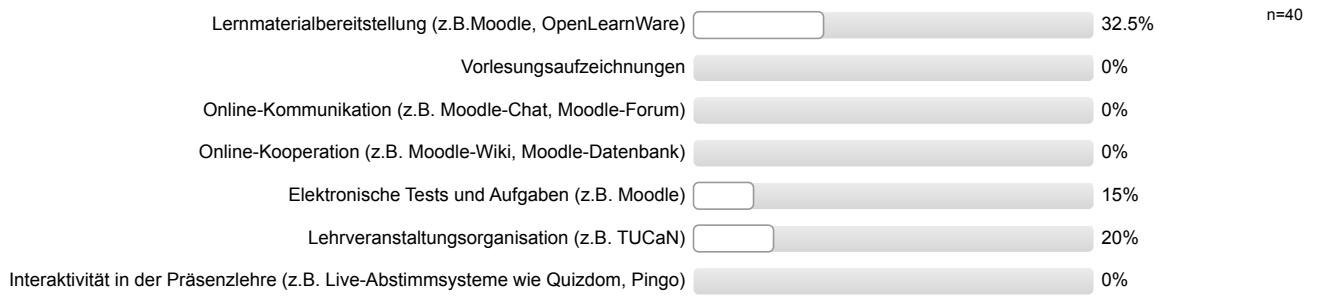 Lernmaterialbereitstellung (z.B.Moodle, OpenLearnWare) 32.5% n=40
Vorlesungsaufzeichnungen 0%
Online-Kommunikation (z.B. Moodle-Chat, Moodle-Forum) 0%
Online-Kooperation (z.B. Moodle-Wiki, Moodle-Datenbank) 0%
Elektronische Tests und Aufgaben (z.B. Moodle) 15%
Lehrveranstaltungsorganisation (z.B. TUCaN) 20%
Interaktivität in der Präsenzlehre (z.B. Live-Abstimmsysteme wie Quizdom, Pingo) 0%